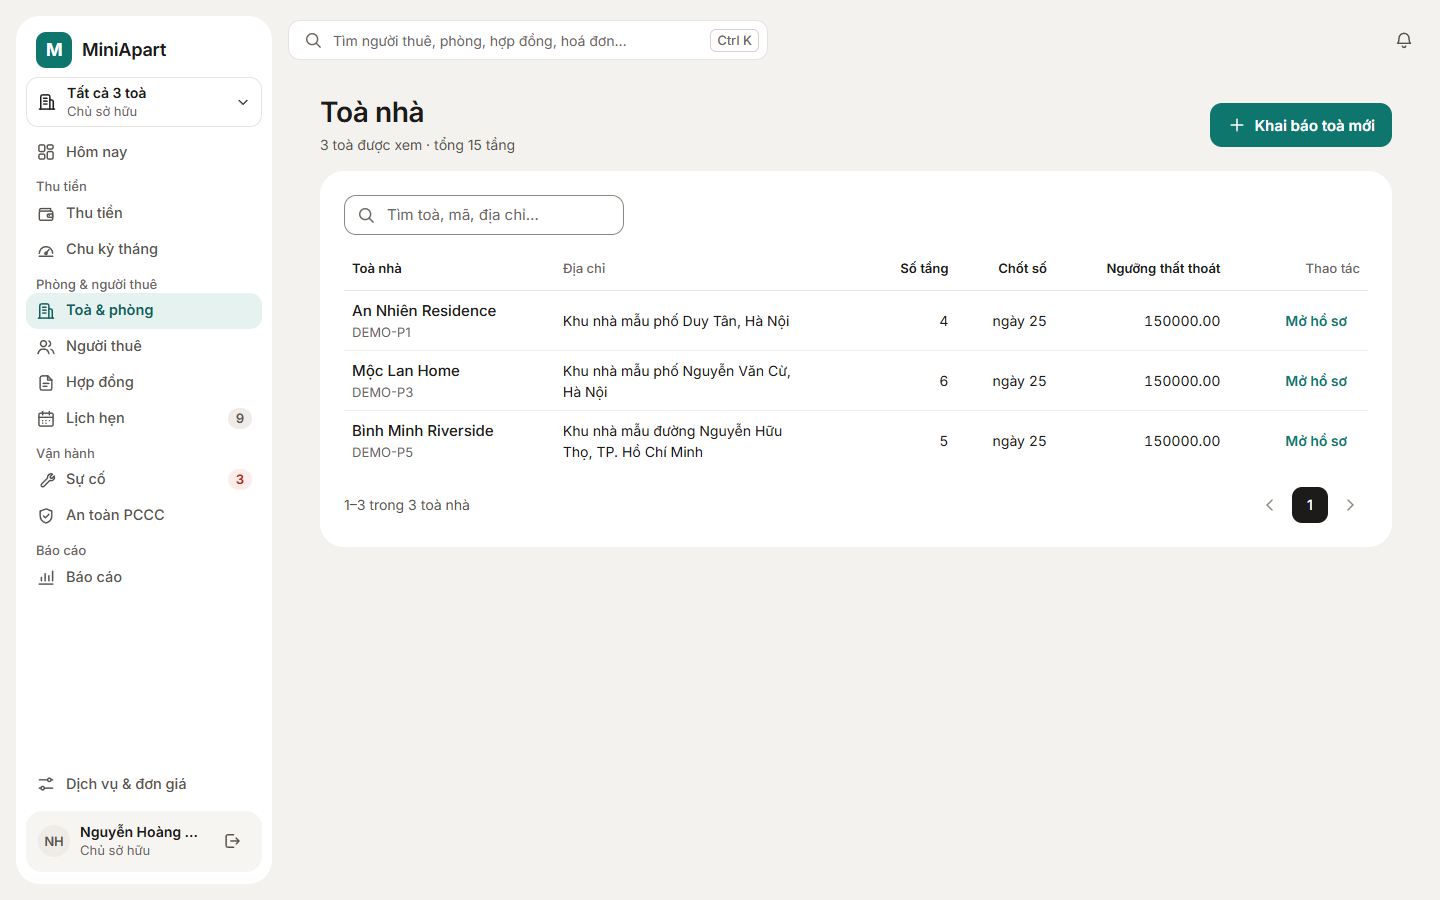 M MiniApart
Tất cả 3 toà
Chủ sở hữu
Hôm nay
Thu tiền
Thu tiền
Chu kỳ tháng
Phòng & người thuê
Toà & phòng
Người thuê
Hợp đồng
Lịch hẹn 9
Vận hành
Sự cố 3
An toàn PCCC
Báo cáo
Báo cáo
Dịch vụ & đơn giá
NH
Nguyễn Hoàng ...
Chủ sở hữu
Tìm người thuê, phòng, hợp đồng, hoá đơn... Ctrl K
Toà nhà
3 toà được xem · tổng 15 tầng
Khai báo toà mới
Tìm toà, mã, địa chỉ...
Toà nhà Địa chỉ Số tầng Chốt số Ngưỡng thất thoát Thao tác
An Nhiên Residence
DEMO-P1
Khu nhà mẫu phố Duy Tân, Hà Nội
4 ngày 25 150000.00 Mở hồ sơ
Mộc Lan Home
DEMO-P3
Khu nhà mẫu phố Nguyễn Văn Cừ,
Hà Nội
6 ngày 25 150000.00 Mở hồ sơ
Bình Minh Riverside
DEMO-P5
Khu nhà mẫu đường Nguyễn Hữu
Thọ, TP. Hồ Chí Minh
5 ngày 25 150000.00 Mở hồ sơ
1–3 trong 3 toà nhà
1